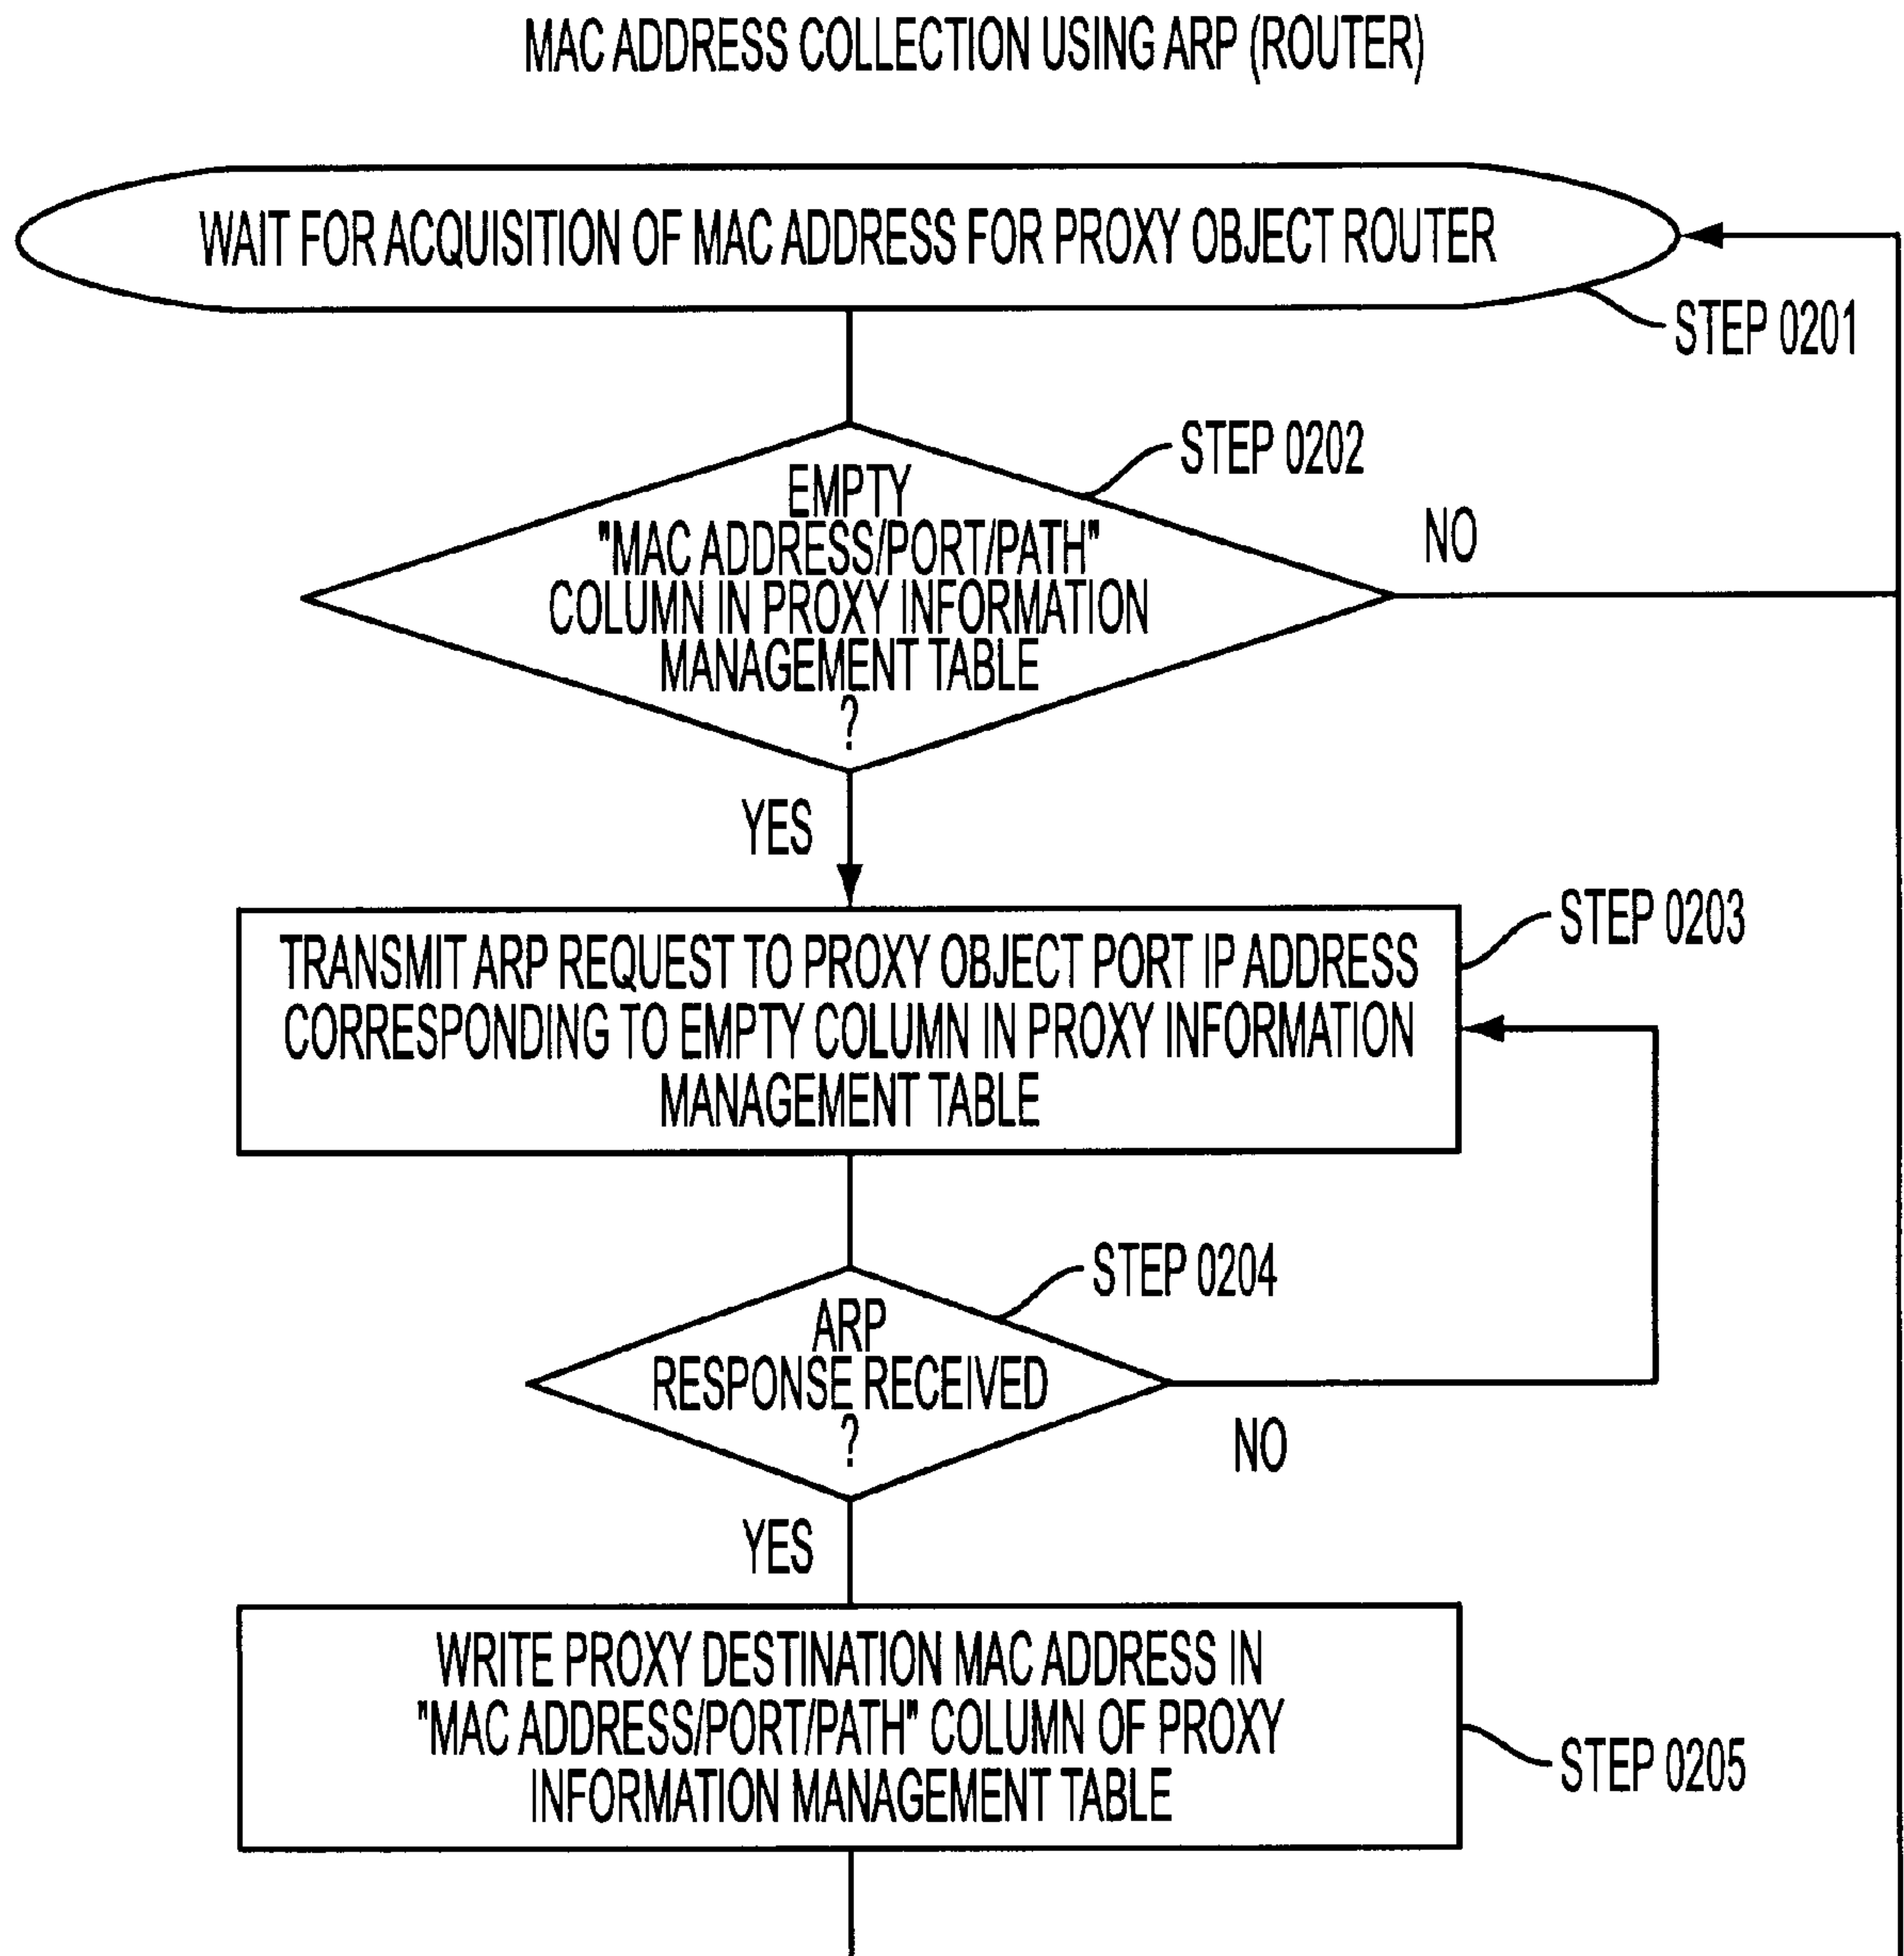 MAC ADDRESS COLLECTION USING ARP (ROUTER)
WAIT FOR ACQUISITION OF MAC ADDRESS FOR PROXY OBJECT ROUTER
STEP 0201
STEP 0202
EMPTY
"MAC ADDRESS/PORT/PATH"
COLUMN IN PROXY INFORMATION
MANAGEMENT TABLE
?
NO
YES
STEP 0203
TRANSMIT ARP REQUEST TO PROXY OBJECT PORT IP ADDRESS
CORRESPONDING TO EMPTY COLUMN IN PROXY INFORMATION
MANAGEMENT TABLE
STEP 0204
ARP
RESPONSE RECEIVED
?
NO
YES
WRITE PROXY DESTINATION MAC ADDRESS IN
"MAC ADDRESS/PORT/PATH" COLUMN OF PROXY
INFORMATION MANAGEMENT TABLE
STEP 0205